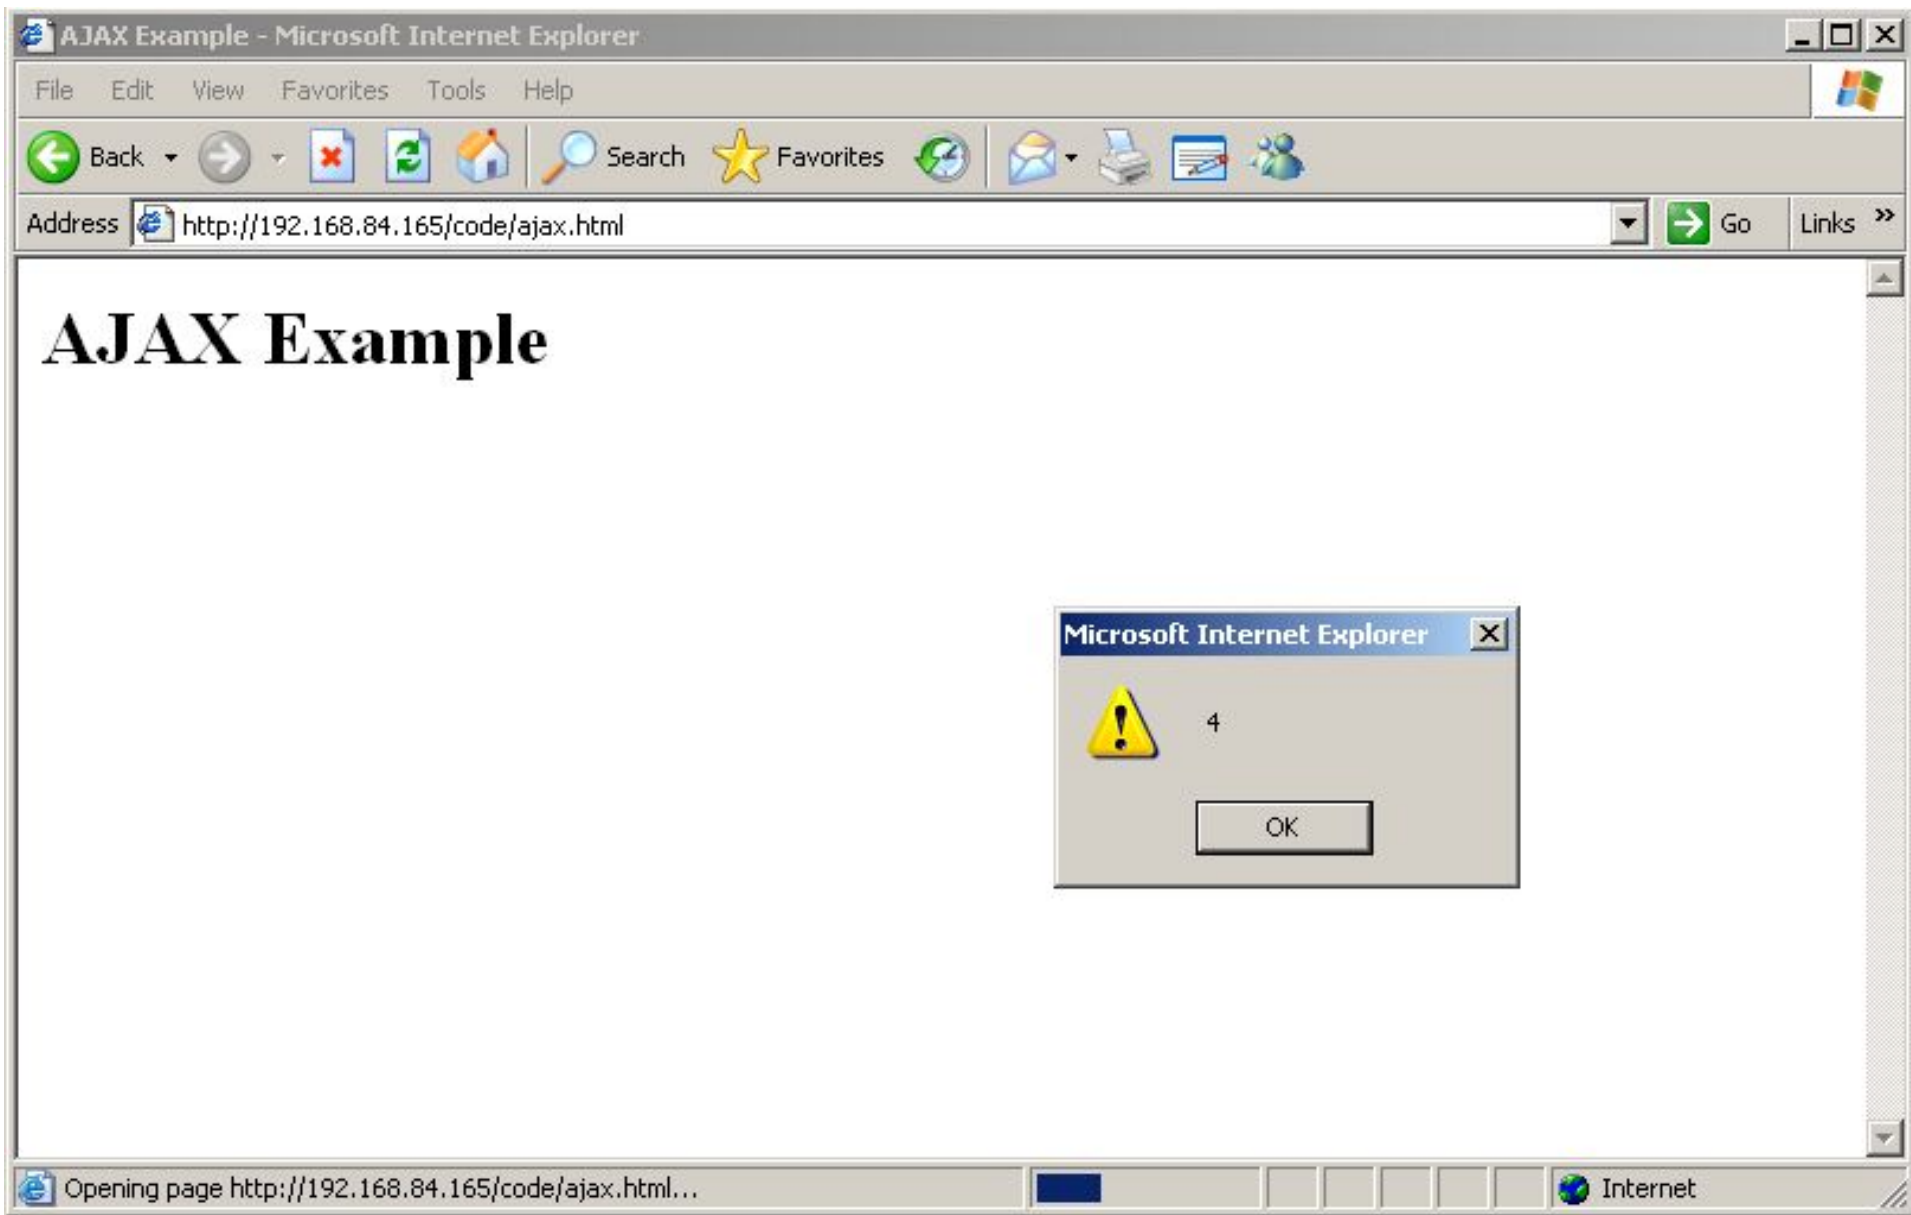 AJAX Example - Microsoft Internet Explorer
File Edit View Favorites Tools Help
Back Search Favorites
Address http://192.168.84.165/code/ajax.html Go Links »
AJAX Example
Microsoft Internet Explorer
4
OK
Opening page http://192.168.84.165/code/ajax.html... Internet